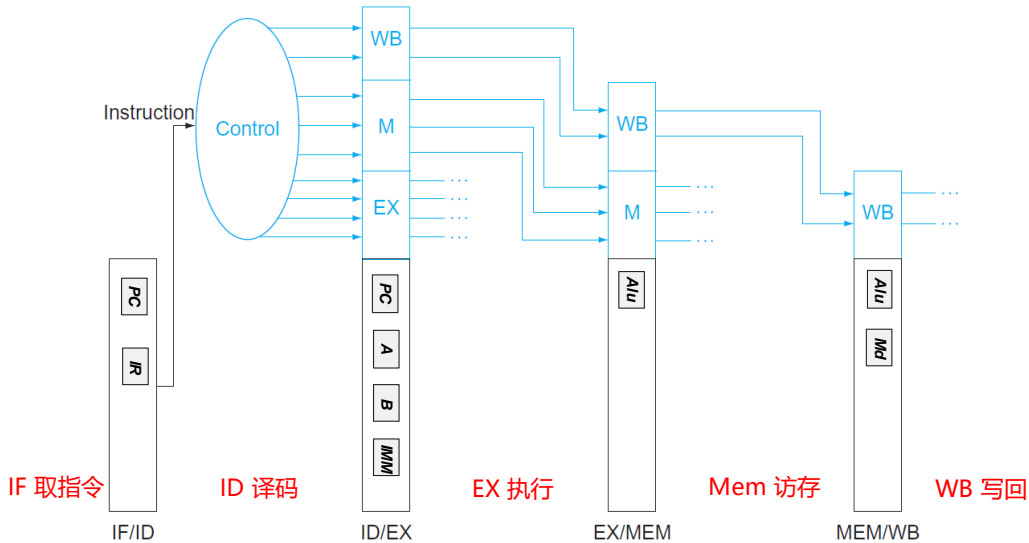 WB
Instruction
Control
M
WB
EX
...
...
...
...
M
...
...
...
WB
...
...
PC
IR
PC
A
B
IMM
Alu
Alu
Md
IF 取指令
ID 译码
EX 执行
Mem 访存
WB 写回
IF/ID
ID/EX
EX/MEM
MEM/WB